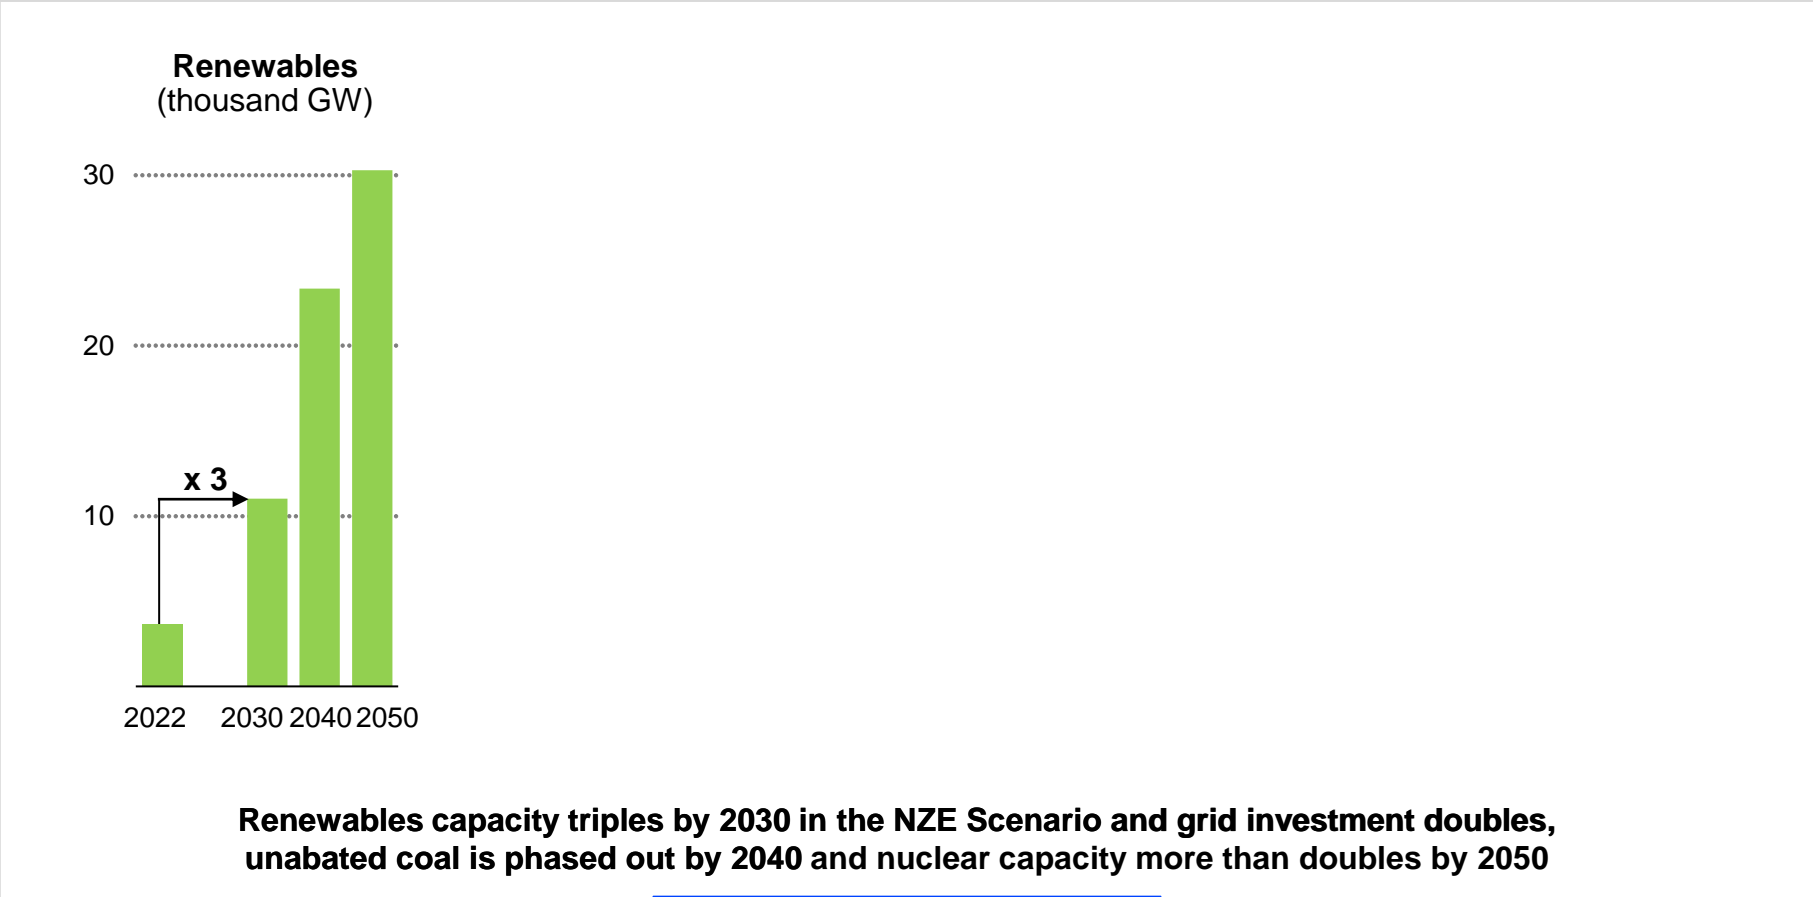 Renewables
(thousand GW)
30
20
x 3
10
2022 2030 2040 2050
Renewables capacity triples by 2030 in the NZE Scenario and grid investment doubles,
unabated coal is phased out by 2040 and nuclear capacity more than doubles by 2050